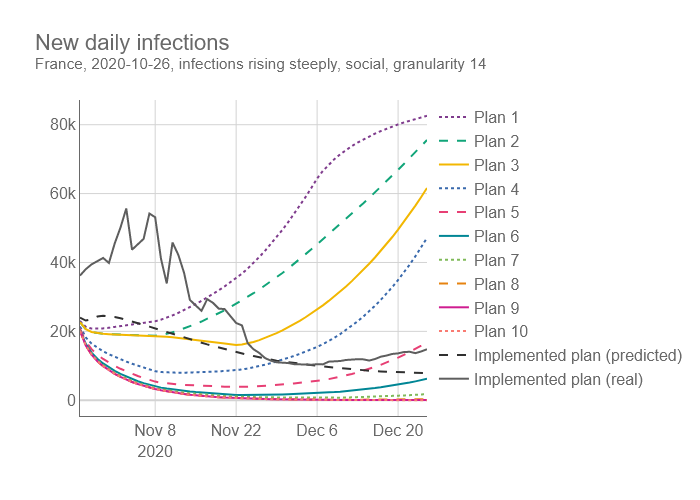 New daily infections
France, 2020-10-26, infections rising steeply, social, granularity 14
80k
60k
40k
20k
0
Nov 8
2020
Nov 22
Dec 6
Dec 20
Plan 1
Plan 2
Plan 3
Plan 4
Plan 5
Plan 6
Plan 7
Plan 8
Plan 9
Plan 10
Implemented plan (predicted)
Implemented plan (real)